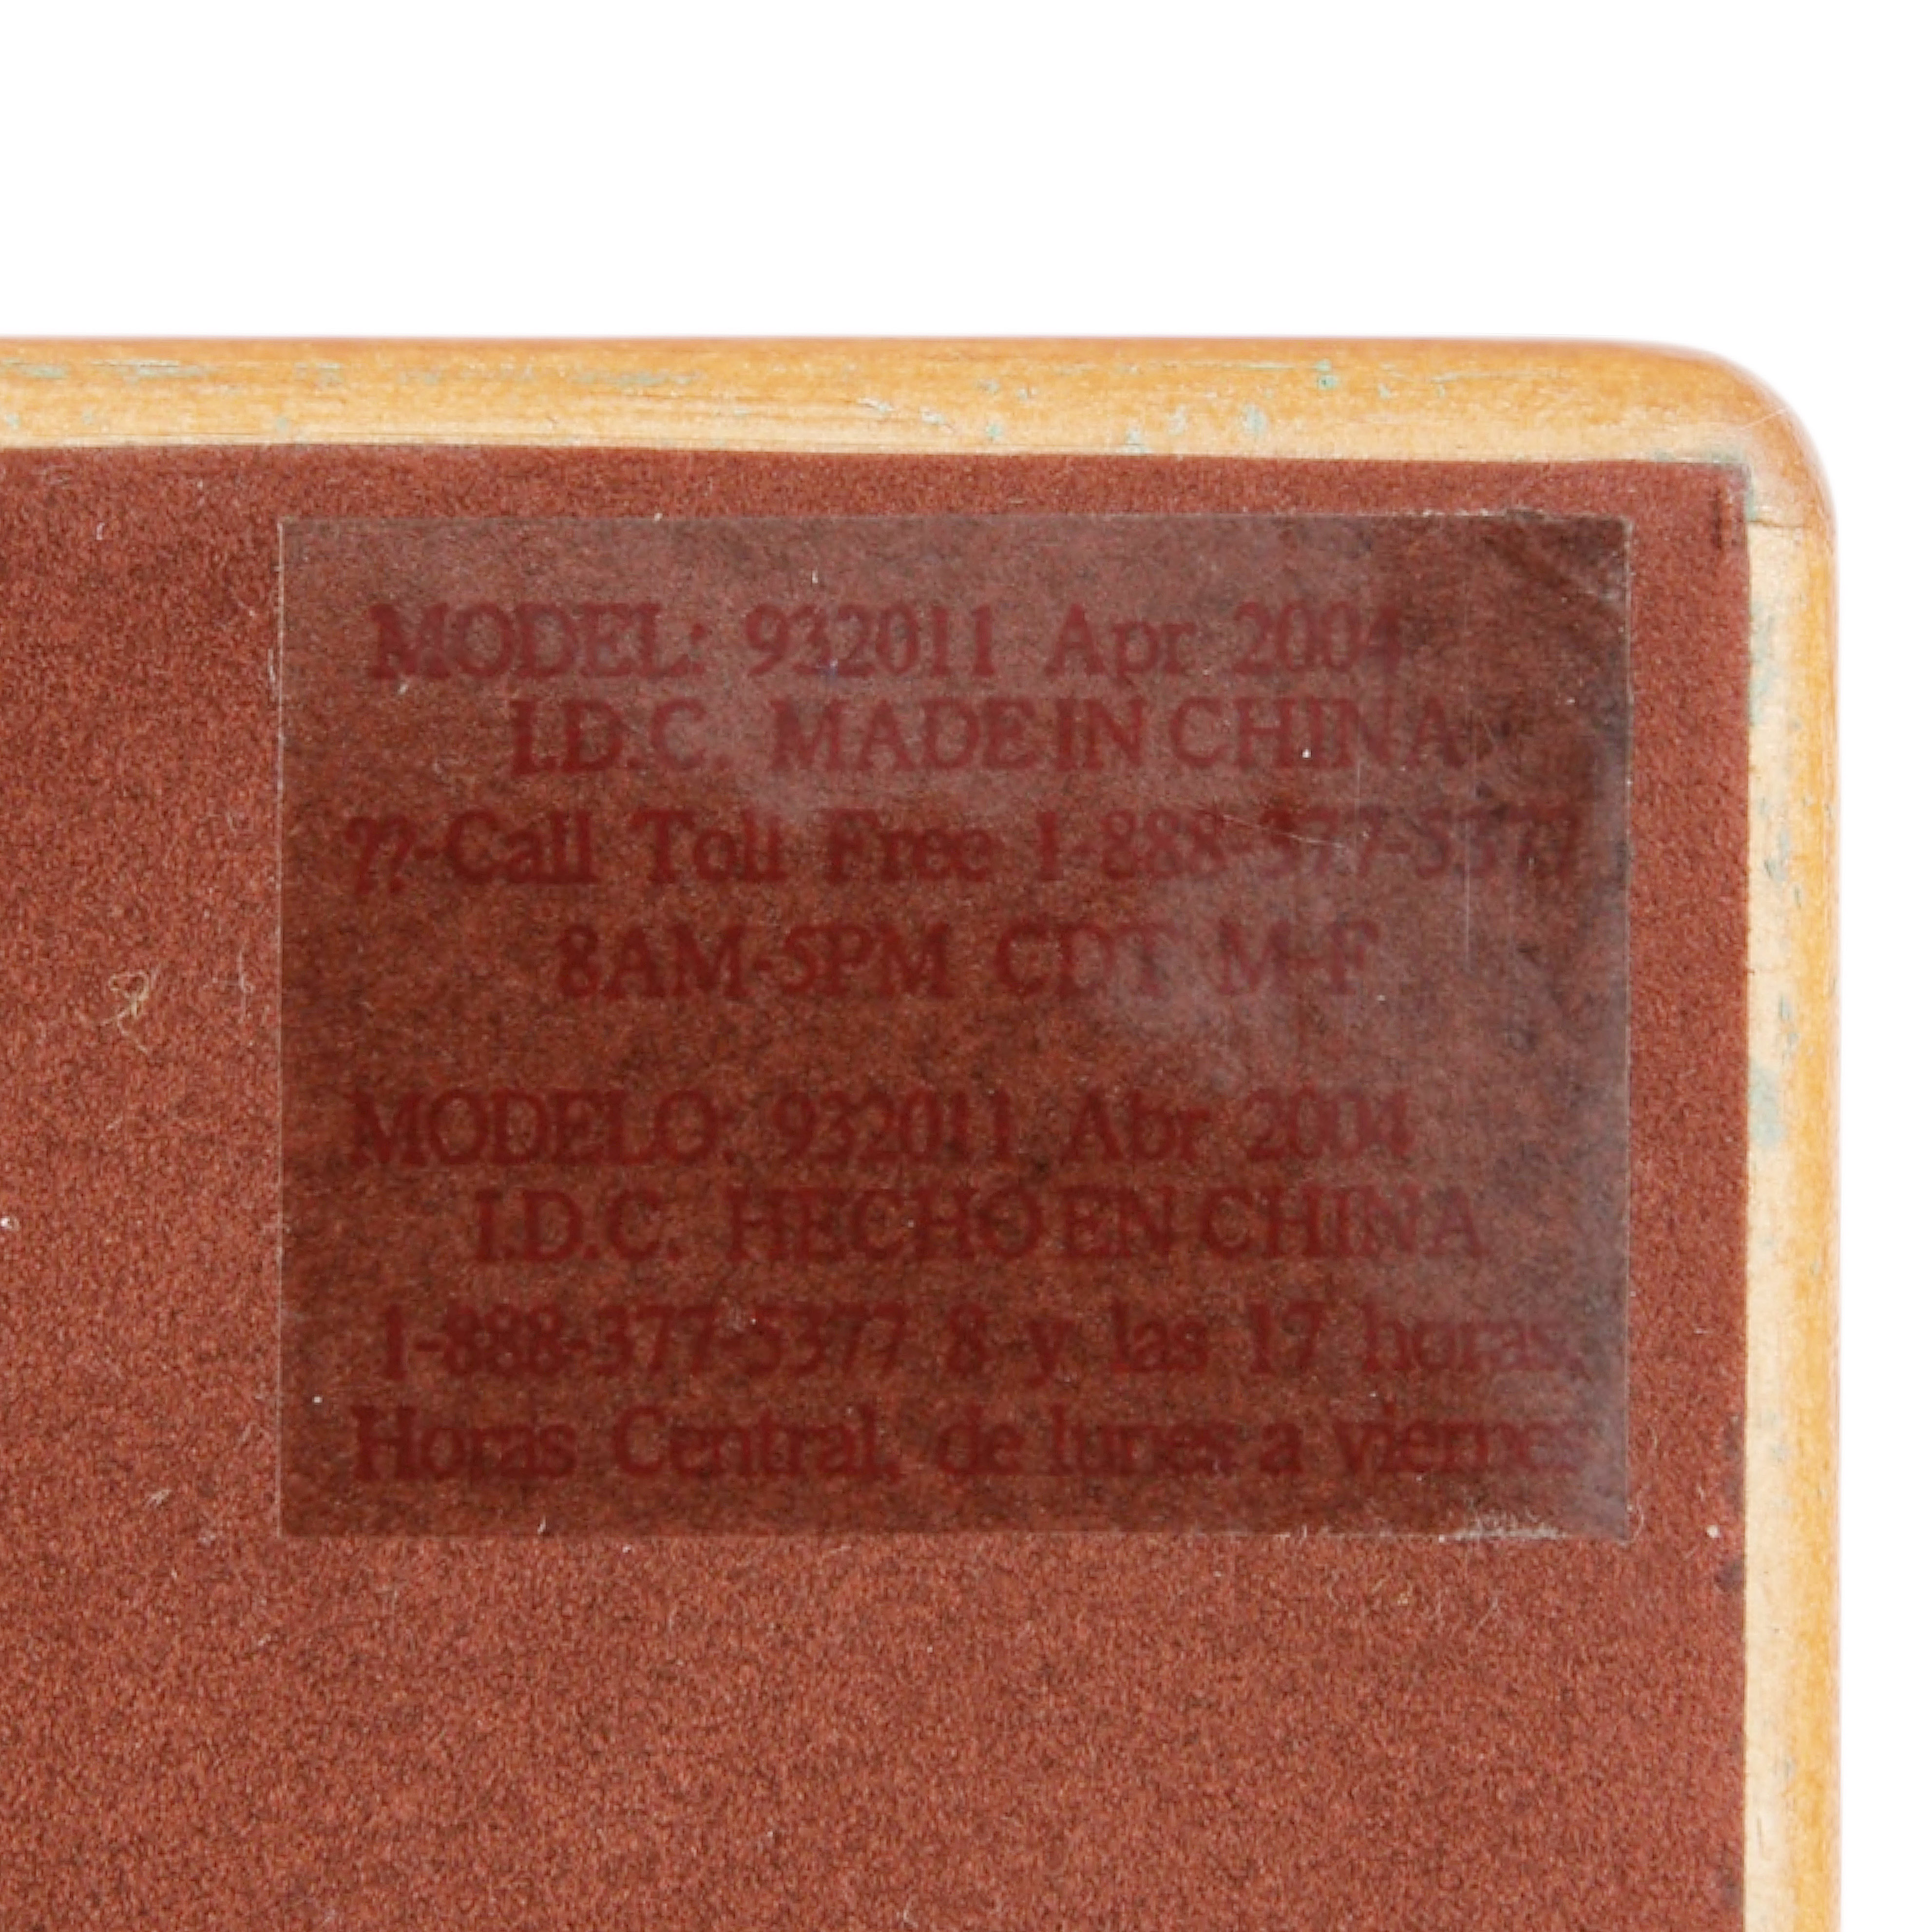 MODEL: 932011 Apr 2004
I.D.C. MADE IN CHINA
??-Call Toll Free 1-888-377-5377
8AM-5PM CDT M-F
MODELO: 932011 Abr 2004
I.D.C. HECHO EN CHINA
1-888-377-5377 8 y las 17 horas,
Horas Central, de lunes a viernes